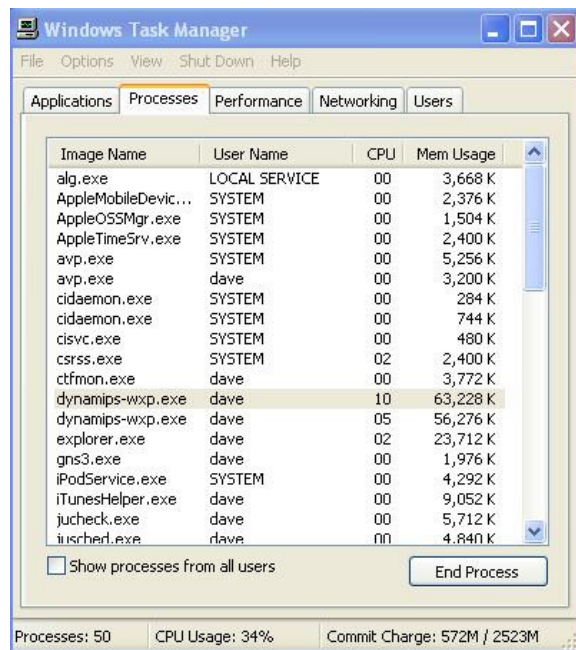 Windows Task Manager
File Options View Shut Down Help
Applications Processes Performance Networking Users
Image Name User Name CPU Mem Usage
alg.exe LOCAL SERVICE 00 3,668 K
AppleMobileDevic... SYSTEM 00 2,376 K
AppleOSSMgr.exe SYSTEM 00 1,504 K
AppleTimeSrv.exe SYSTEM 00 2,400 K
avp.exe SYSTEM 00 5,256 K
avp.exe dave 00 3,200 K
cidaemon.exe SYSTEM 00 284 K
cidaemon.exe SYSTEM 00 744 K
cisvc.exe SYSTEM 00 480 K
csrss.exe SYSTEM 02 2,400 K
ctfmon.exe dave 00 3,772 K
dynamips-wxp.exe dave 10 63,228 K
dynamips-wxp.exe dave 05 56,276 K
explorer.exe dave 02 23,712 K
gns3.exe dave 00 1,976 K
iPodService.exe SYSTEM 00 4,292 K
iTunesHelper.exe dave 00 9,052 K
jucheck.exe dave 00 5,712 K
jusched.exe dave 00 4,840 K
Show processes from all users End Process
Processes: 50 CPU Usage: 34% Commit Charge: 572M / 2523M